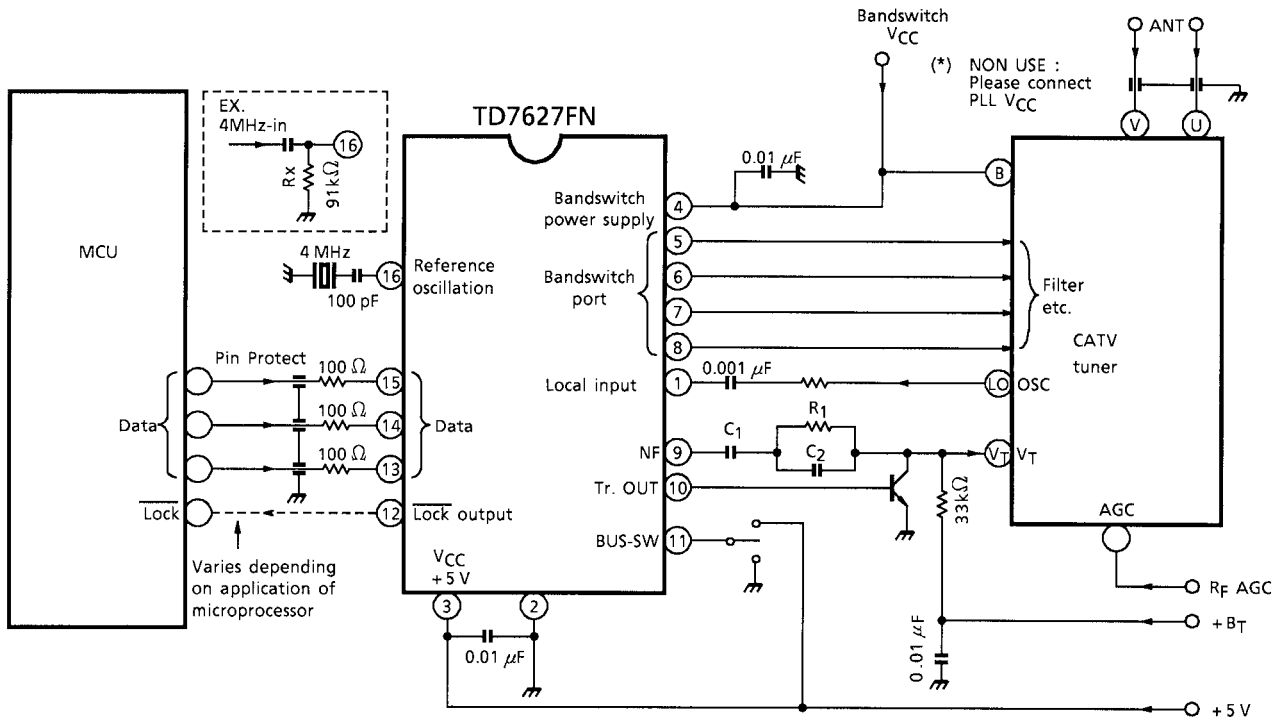 Bandswitch
VCC
(*) NON USE :
Please connect
PLL VCC
ANT
V
U
EX.
4MHz-in
16
Rx
91kΩ
TD7627FN
0.01 μF
B
MCU
4 MHz
100 pF
16
Reference
oscillation
Bandswitch
power supply
4
Bandswitch
port
5
6
7
8
Filter
etc.
CATV
tuner
Pin Protect
100 Ω
15
100 Ω
14
100 Ω
13
Data
Data
Local input
1
0.001 μF
LO
OSC
NF
9
C1
R1
C2
VT
VT
Tr. OUT
10
33kΩ
Lock
12
Lock output
BUS-SW
11
AGC
Varies depending
on application of
microprocessor
VCC
+5 V
3
2
0.01 μF
RF AGC
0.01 μF
+BT
+5 V